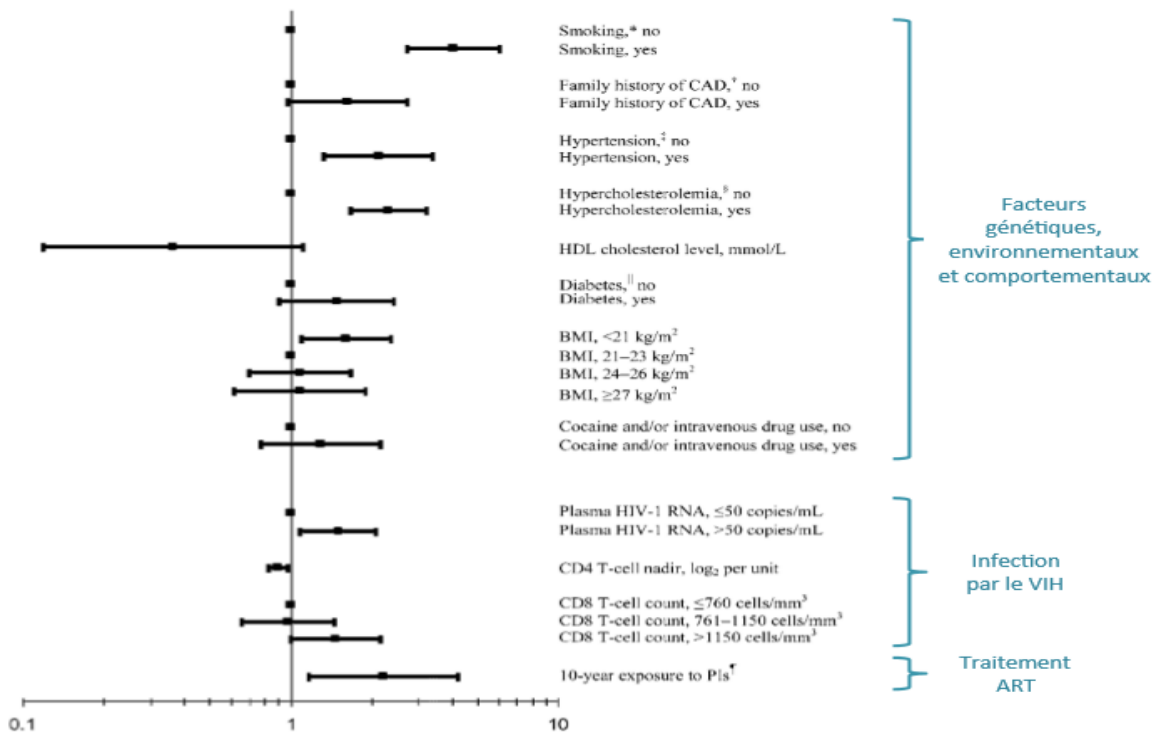 Smoking,* no
Smoking, yes
Family history of CAD,† no
Family history of CAD, yes
Hypertension,‡ no
Hypertension, yes
Hypercholesterolemia,§ no
Hypercholesterolemia, yes
HDL cholesterol level, mmol/L
Diabetes,|| no
Diabetes, yes
BMI, <21 kg/m²
BMI, 21–23 kg/m²
BMI, 24–26 kg/m²
BMI, ≥27 kg/m²
Cocaine and/or intravenous drug use, no
Cocaine and/or intravenous drug use, yes
Facteurs
génétiques,
environnementaux
et comportementaux
Plasma HIV-1 RNA, ≤50 copies/mL
Plasma HIV-1 RNA, >50 copies/mL
CD4 T-cell nadir, log₂ per unit
CD8 T-cell count, ≤760 cells/mm³
CD8 T-cell count, 761–1150 cells/mm³
CD8 T-cell count, >1150 cells/mm³
Infection
par le VIH
10-year exposure to PIs¶
Traitement
ART
0.1 1 10